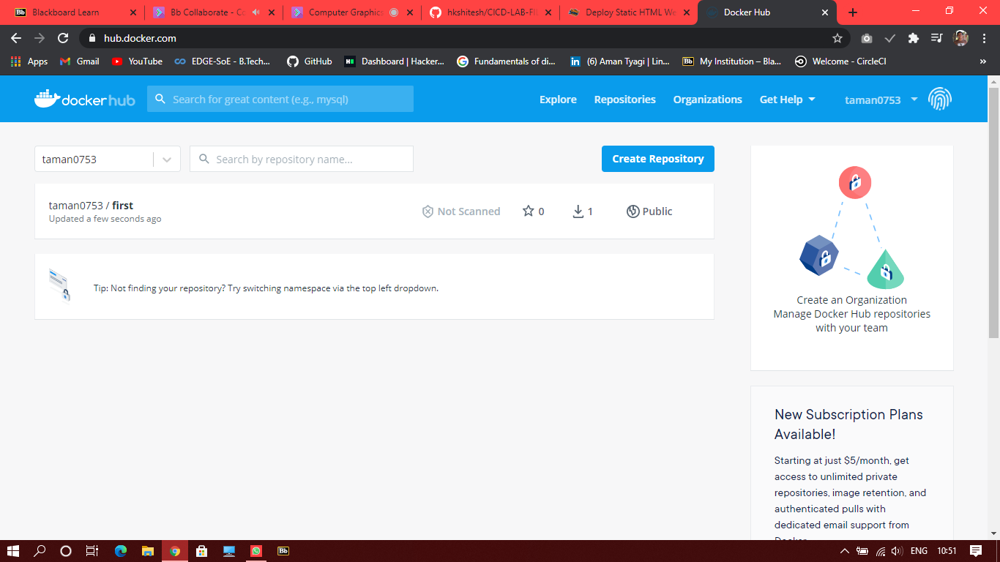 Blackboard Learn
Bb Collaborate - Co
Computer Graphics
hkshitesh/CICD-LAB-FIL
Deploy Static HTML We
Docker Hub
hub.docker.com
Apps
Gmail
YouTube
EDGE-SoE - B.Tech...
GitHub
Dashboard | Hacker...
Fundamentals of di...
(6) Aman Tyagi | Lin...
My Institution – Bla...
Welcome - CircleCI
docker hub
Search for great content (e.g., mysql)
Explore
Repositories
Organizations
Get Help
taman0753
taman0753
Search by repository name...
Create Repository
taman0753 / first
Updated a few seconds ago
Not Scanned
0
1
Public
Tip: Not finding your repository? Try switching namespace via the top left dropdown.
Create an Organization
Manage Docker Hub repositories
with your team
New Subscription Plans
Available!
Starting at just $5/month, get
access to unlimited private
repositories, image retention, and
authenticated pulls with
dedicated email support from
Docker
ENG
10:51